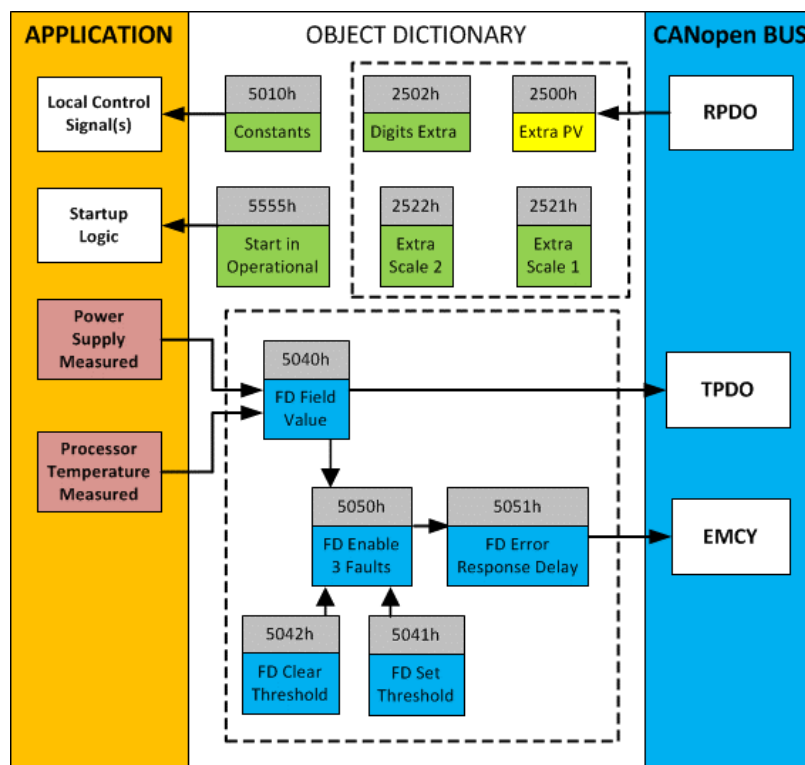 APPLICATION
OBJECT DICTIONARY
CANopen BUS
Local Control
Signal(s)
5010h
Constants
2502h
Digits Extra
2500h
Extra PV
RPDO
Startup
Logic
5555h
Start in
Operational
2522h
Extra
Scale 2
2521h
Extra
Scale 1
Power
Supply
Measured
5040h
FD Field
Value
TPDO
Processor
Temperature
Measured
5050h
FD Enable
3 Faults
5051h
FD Error
Response Delay
EMCY
5042h
FD Clear
Threshold
5041h
FD Set
Threshold